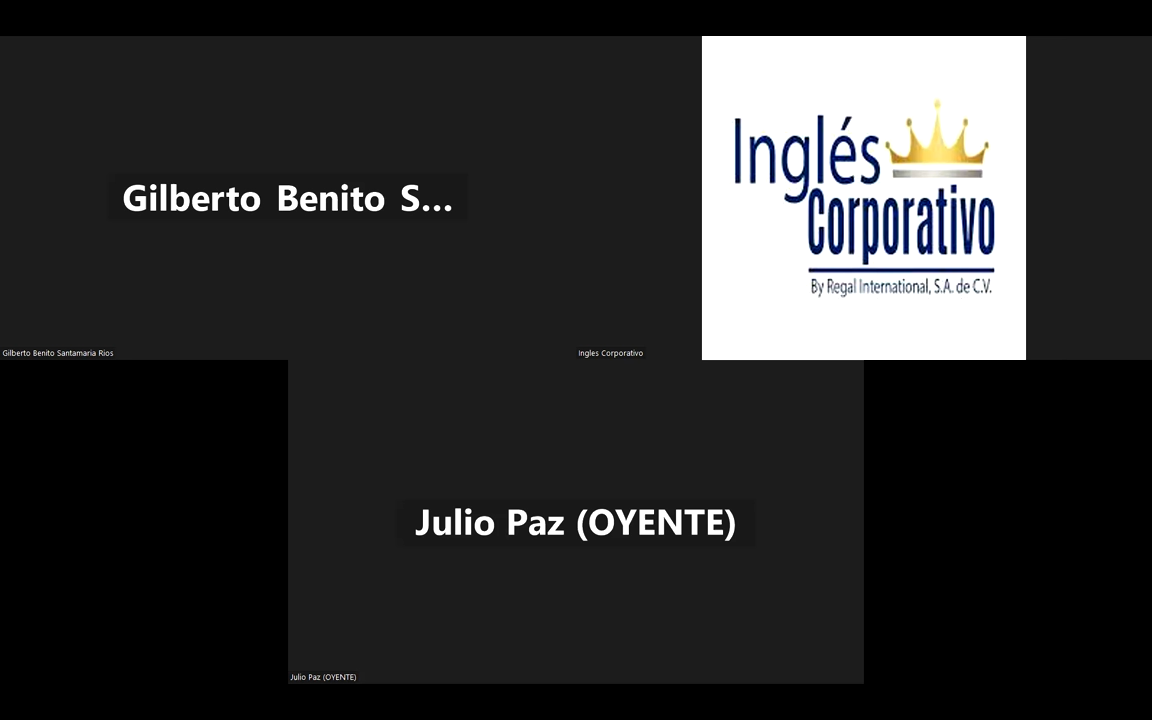 Gilberto Benito S...
Gilberto Benito Santamaria Rios
Inglés
Corporativo
By Regal International, S.A. de C.V.
Ingles Corporativo
Julio Paz (OYENTE)
Julio Paz (OYENTE)